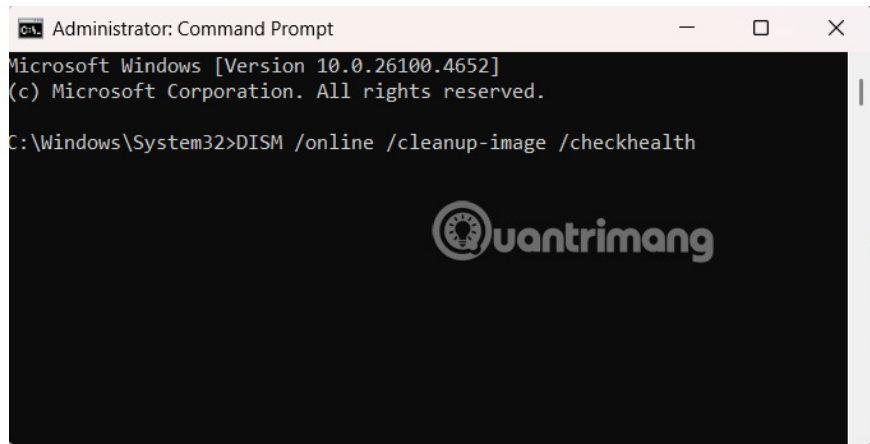 Administrator: Command Prompt
Microsoft Windows [Version 10.0.26100.4652]
(c) Microsoft Corporation. All rights reserved.
C:\Windows\System32>DISM /online /cleanup-image /checkhealth
Quantrimang